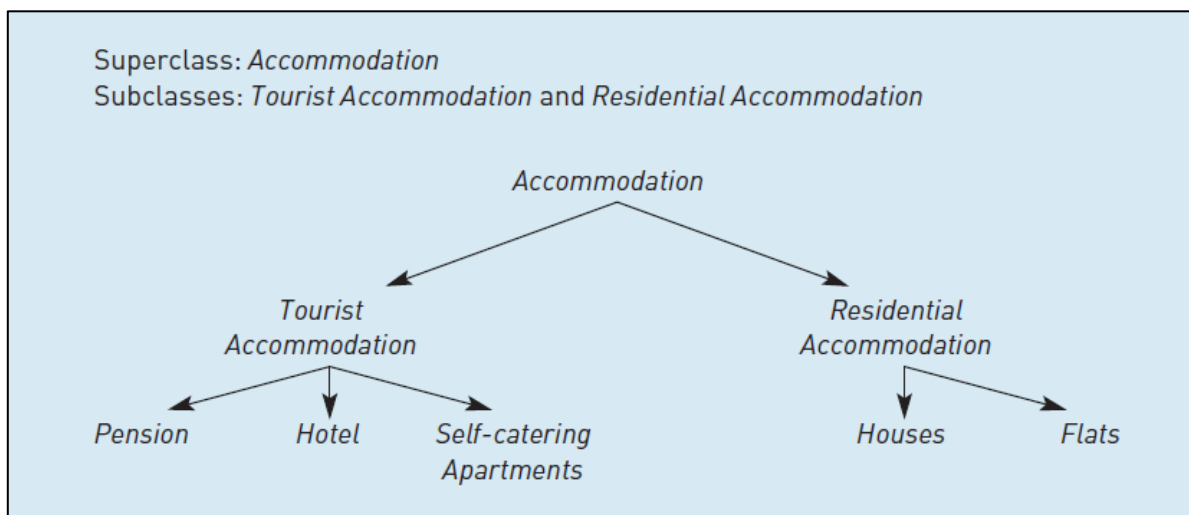 Superclass: Accommodation
Subclasses: Tourist Accommodation and Residential Accommodation
Accommodation
Tourist
Accommodation
Residential
Accommodation
Pension
Hotel
Self-catering
Apartments
Houses
Flats